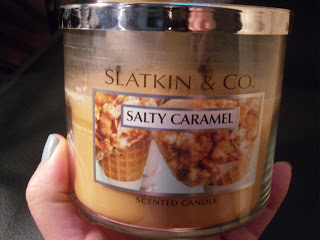 SLATKIN & CO.
SALTY CARAMEL
SCENTED CANDLE